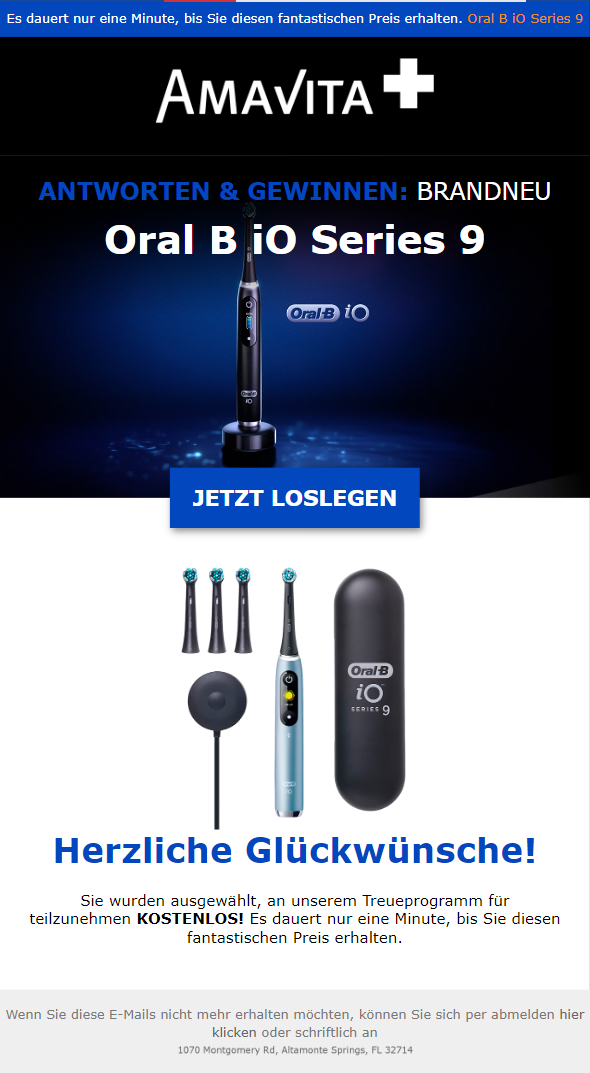 Es dauert nur eine Minute, bis Sie diesen fantastischen Preis erhalten. Oral B iO Series 9
AMAVITA
ANTWORTEN & GEWINNEN: BRANDNEU
Oral B iO Series 9
Oral-B iO
Oral-B
iO
JETZT LOSLEGEN
Oral-B
iO
SERIES 9
Oral-B
iO
Herzliche Glückwünsche!
Sie wurden ausgewählt, an unserem Treueprogramm für
teilzunehmen KOSTENLOS! Es dauert nur eine Minute, bis Sie diesen
fantastischen Preis erhalten.
Wenn Sie diese E-Mails nicht mehr erhalten möchten, können Sie sich per abmelden hier
klicken oder schriftlich an
1070 Montgomery Rd, Altamonte Springs, FL 32714